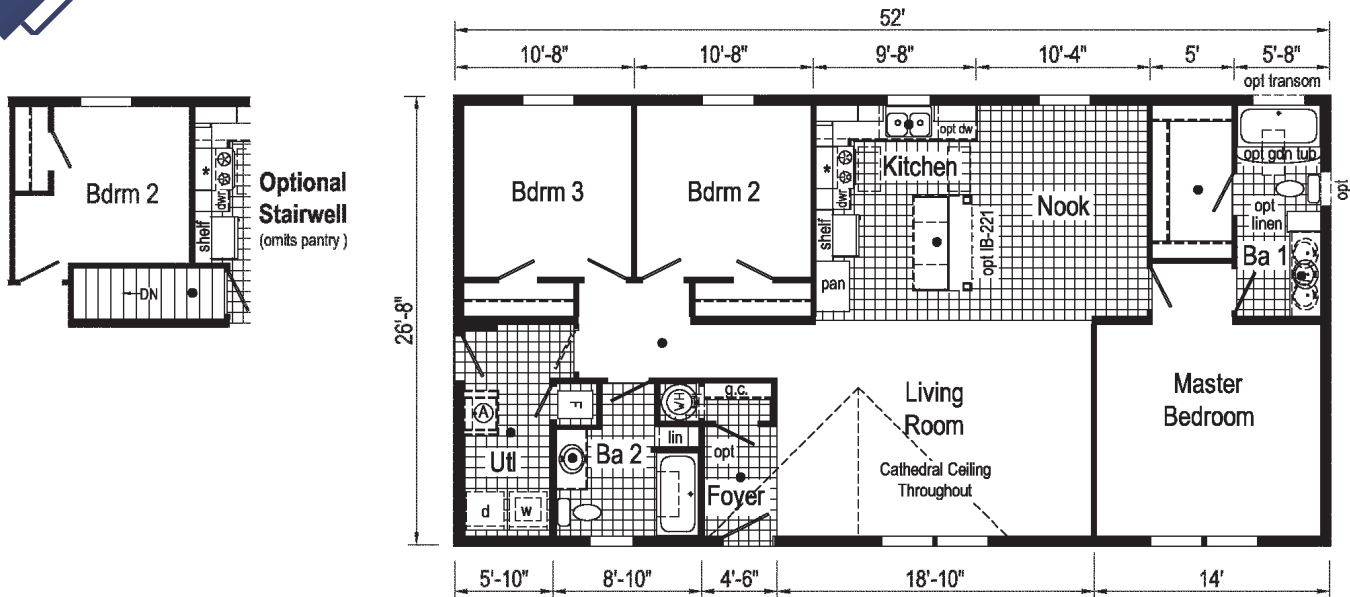 52'
10'-8" 10'-8" 9'-8" 10'-4" 5' 5'-8"
opt transom
26'-8"
Bdrm 2
* dwr
shelf
DN
Optional
Stairwell
(omits pantry )
Bdrm 3
Bdrm 2
opt dw
Kitchen
* dwr
shelf
pan
opt IB-221
Nook
opt gdn tub
opt
opt
linen
Ba 1
A
F
HW
g.c.
lin
opt
Utl
Ba 2
Foyer
d w
Living
Room
Cathedral Ceiling
Throughout
Master
Bedroom
5'-10" 8'-10" 4'-6" 18'-10" 14'